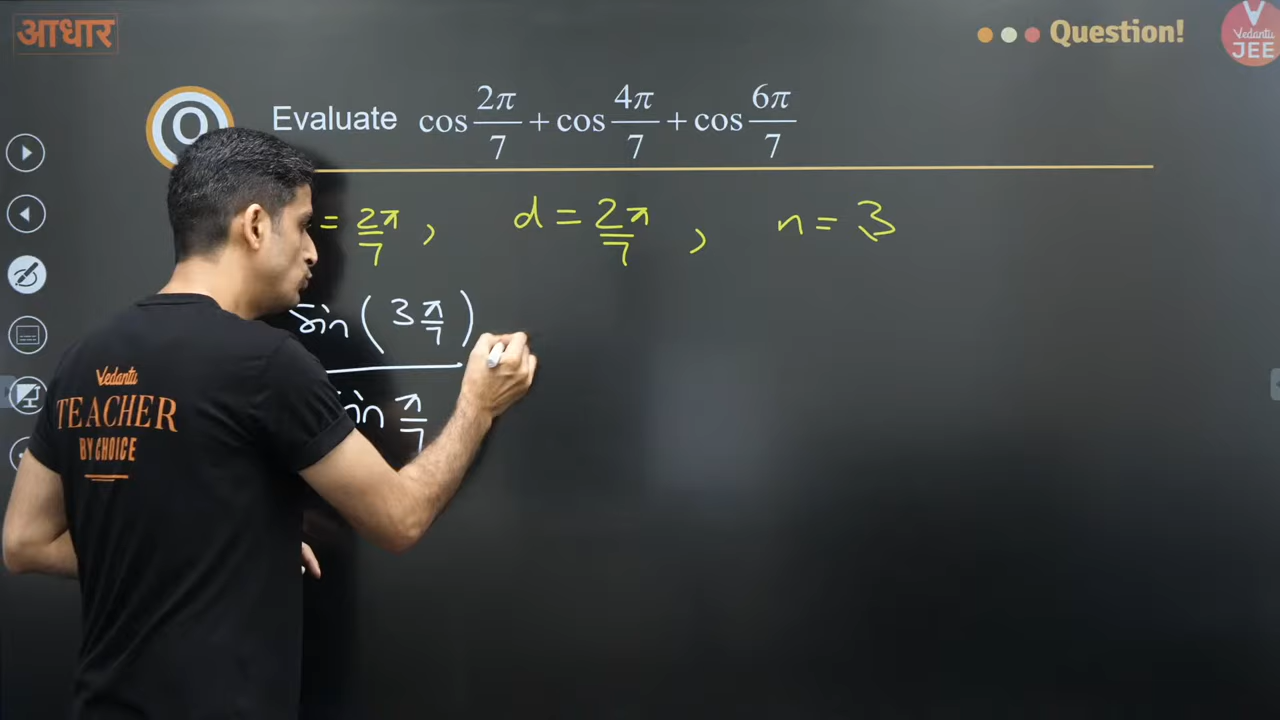 आधार
Question!
Vedantu
JEE
Q
Evaluate cos 2π/7 + cos 4π/7 + cos 6π/7
= 2π/7 , d = 2π/7 , n = 3
sin ( 3 π/7 )
sin π/7
Vedantu
TEACHER
BY CHOICE